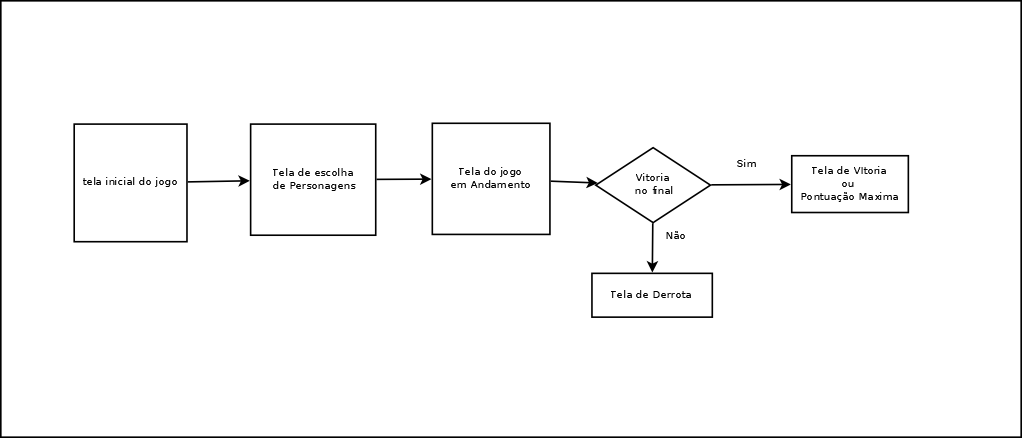 tela inicial do jogo
Tela de escolha
de Personagens
Tela do jogo
em Andamento
Vitoria
no final
Sim
Tela de VItoria
ou
Pontuação Maxima
Não
Tela de Derrota